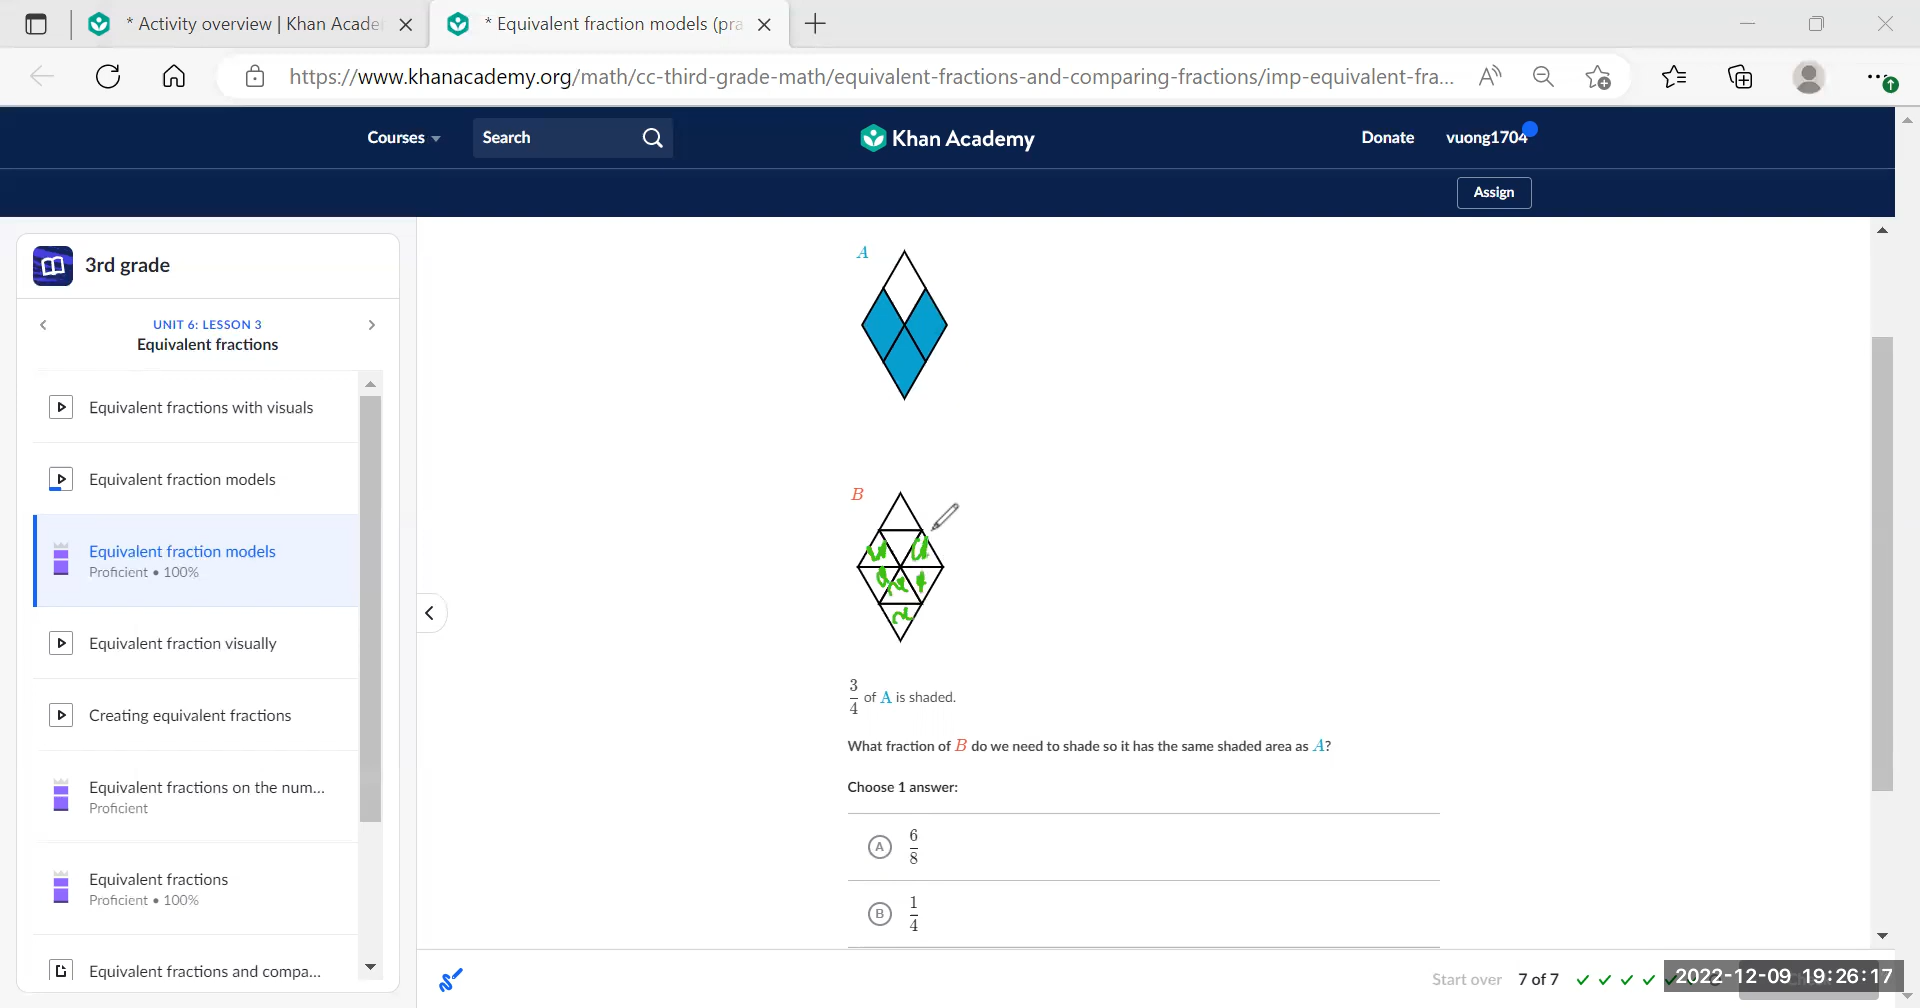 * Activity overview | Khan Acade
* Equivalent fraction models (pra
https://www.khanacademy.org/math/cc-third-grade-math/equivalent-fractions-and-comparing-fractions/imp-equivalent-fra...
Courses
Search
Khan Academy
Donate
vuong1704
Assign
3rd grade
UNIT 6: LESSON 3
Equivalent fractions
Equivalent fractions with visuals
Equivalent fraction models
Equivalent fraction models
Proficient • 100%
Equivalent fraction visually
Creating equivalent fractions
Equivalent fractions on the num...
Proficient
Equivalent fractions
Proficient • 100%
Equivalent fractions and compa...
A
B
3/4 of A is shaded.
What fraction of B do we need to shade so it has the same shaded area as A?
Choose 1 answer:
A 6/8
B 1/4
Start over 7 of 7
2022-12-09 19:26:17